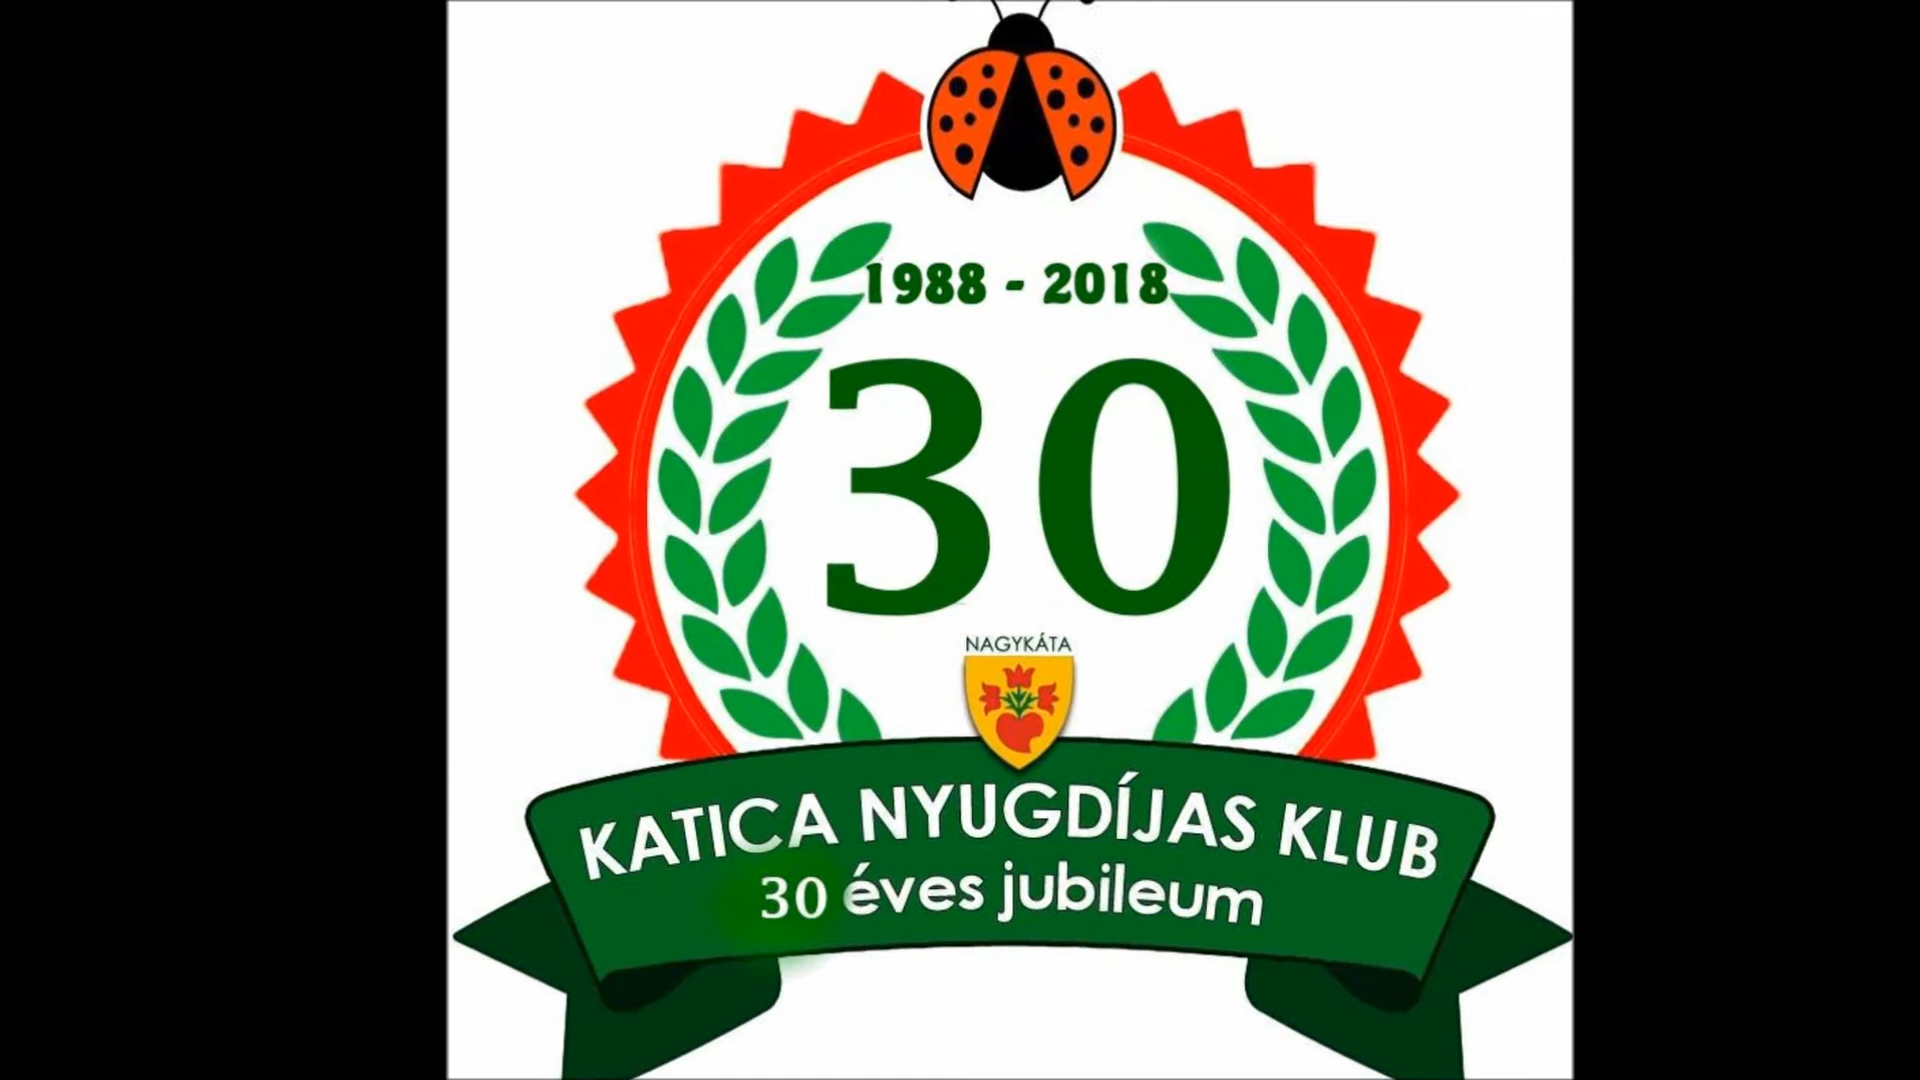 1988 - 2018
30
NAGYKÁTA
KATICA NYUGDÍJAS KLUB
30 éves jubileum